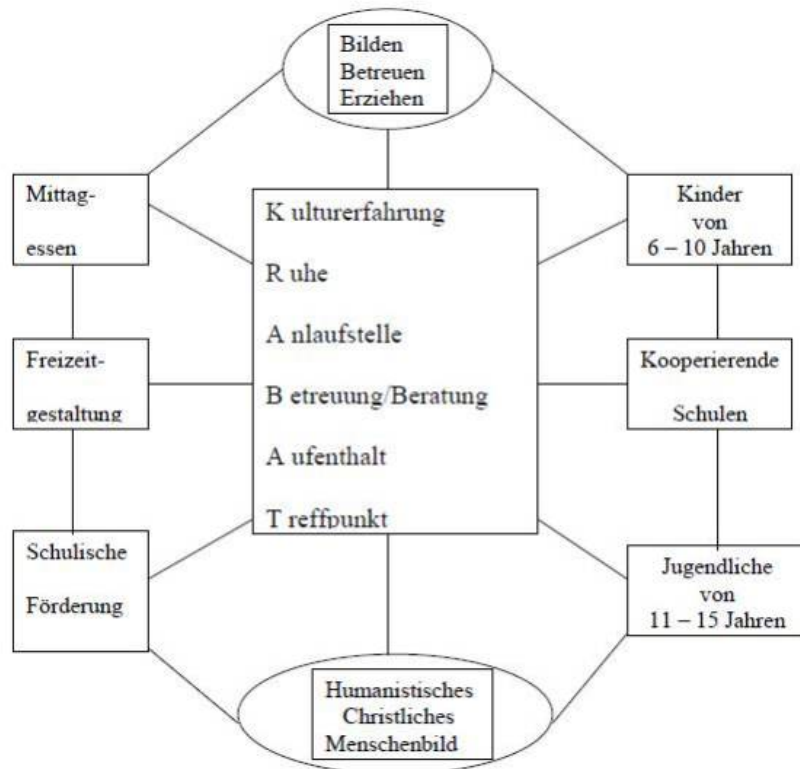 Bilden
Betreuen
Erziehen
Mittag-
essen
K ulturerfahrung
R uhe
A nlaufstelle
B etreuung/Beratung
A ufenthalt
T reffpunkt
Kinder
von
6 – 10 Jahren
Freizeit-
gestaltung
Kooperierende
Schulen
Schulische
Förderung
Jugendliche
von
11 – 15 Jahren
Humanistisches
Christliches
Menschenbild